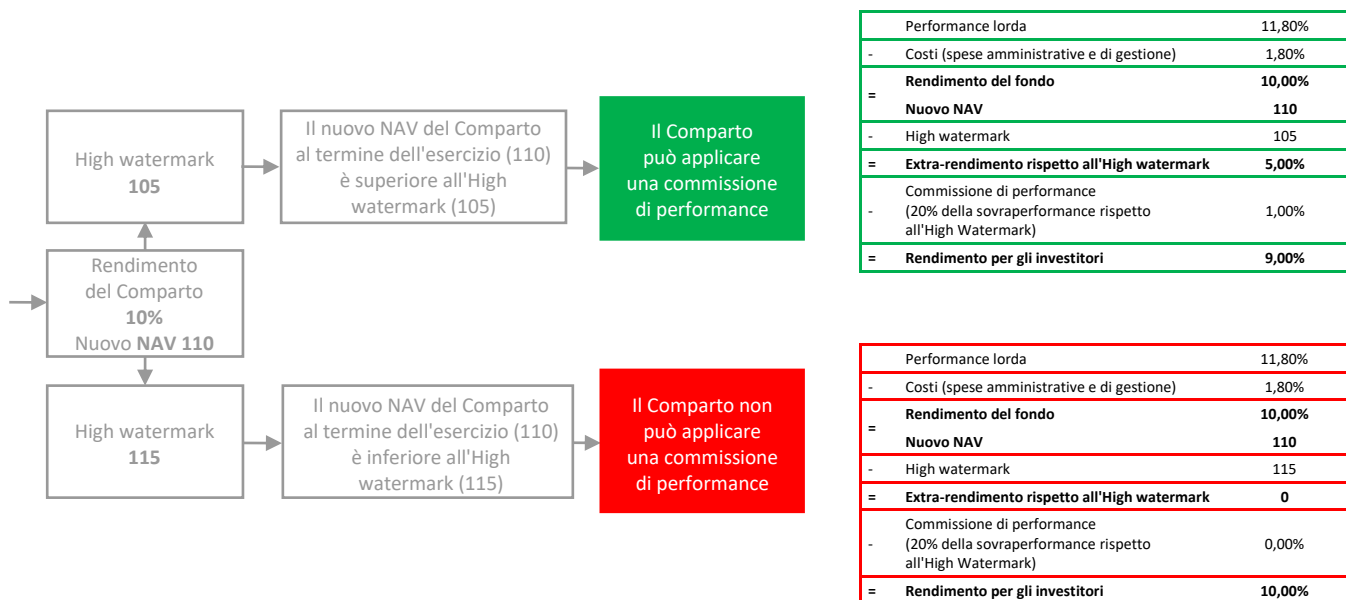 High watermark
105
Il nuovo NAV del Comparto
al termine dell'esercizio (110)
è superiore all'High
watermark (105)
Il Comparto
può applicare
una commissione
di performance
Rendimento
del Comparto
10%
Nuovo NAV 110
High watermark
115
Il nuovo NAV del Comparto
al termine dell'esercizio (110)
è inferiore all'High
watermark (115)
Il Comparto non
può applicare
una commissione
di performance
Performance lorda 11,80%
- Costi (spese amministrative e di gestione) 1,80%
= Rendimento del fondo 10,00%
Nuovo NAV 110
- High watermark 105
= Extra-rendimento rispetto all'High watermark 5,00%
Commissione di performance
- (20% della sovraperformance rispetto 1,00%
all'High Watermark)
= Rendimento per gli investitori 9,00%
Performance lorda 11,80%
- Costi (spese amministrative e di gestione) 1,80%
= Rendimento del fondo 10,00%
Nuovo NAV 110
- High watermark 115
= Extra-rendimento rispetto all'High watermark 0
Commissione di performance
- (20% della sovraperformance rispetto 0,00%
all'High Watermark)
= Rendimento per gli investitori 10,00%